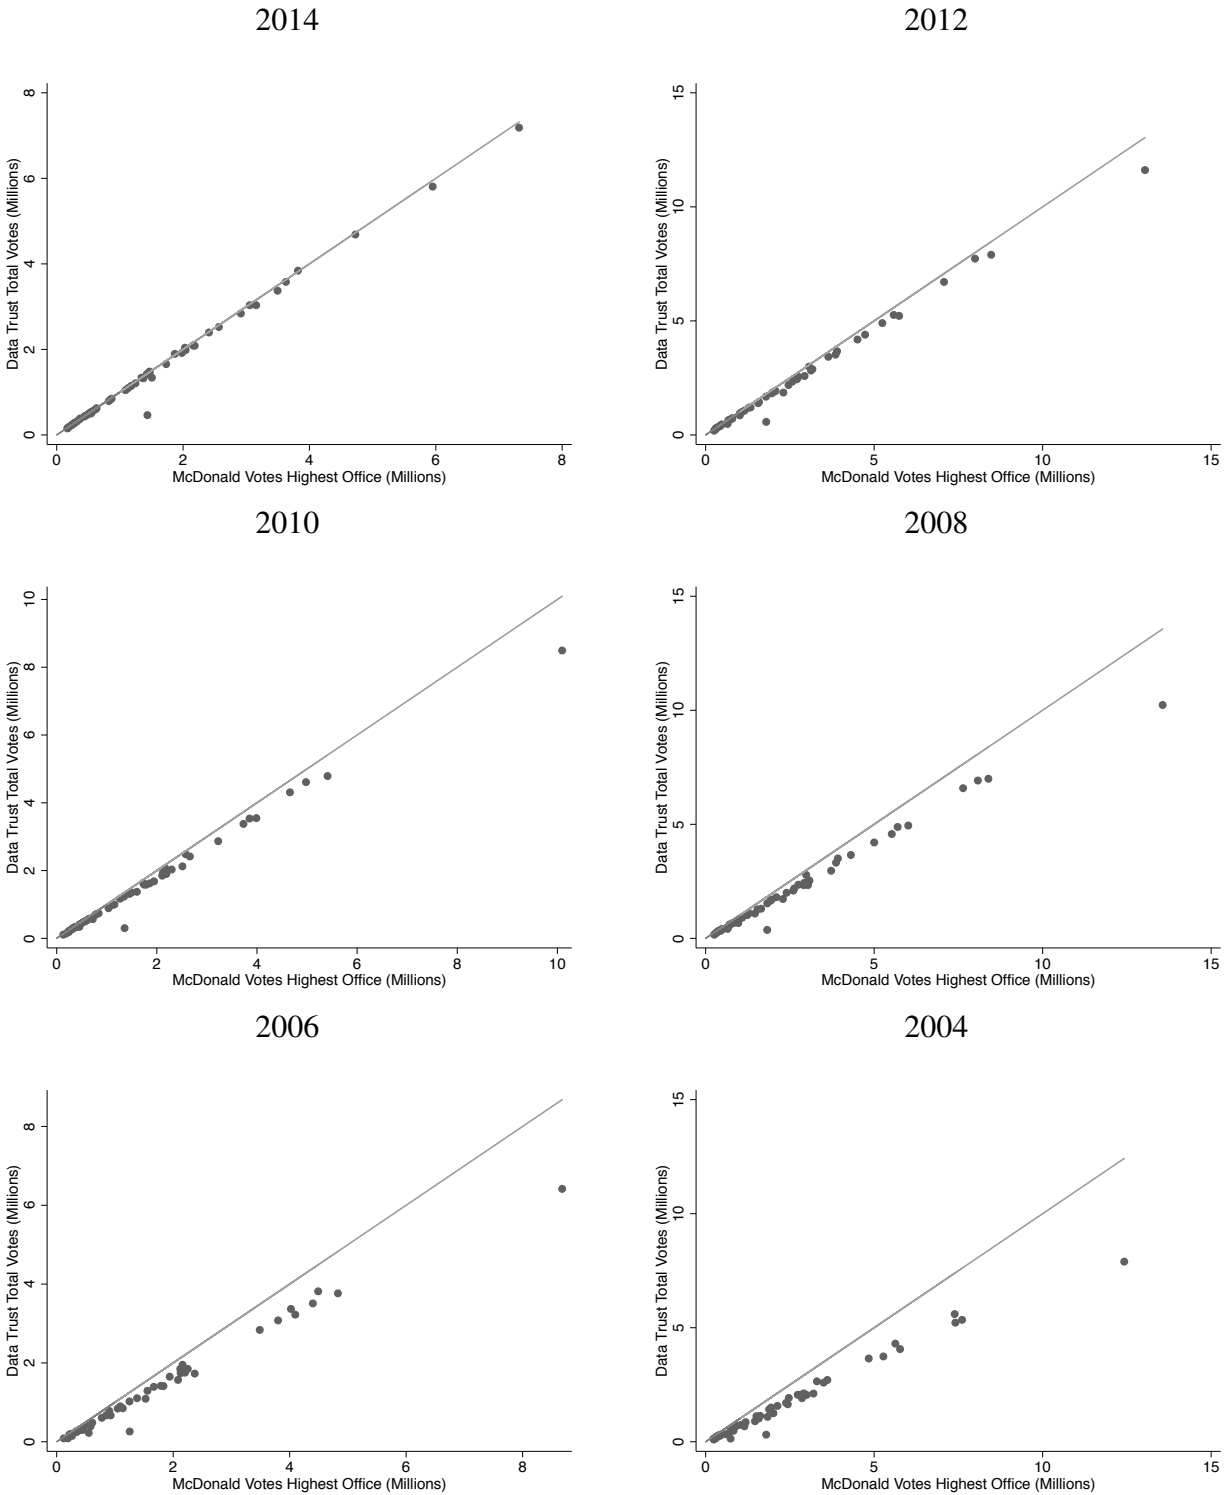 2014
2012
8
6
4
2
0
Data Trust Total Votes (Millions)
0 2 4 6 8
McDonald Votes Highest Office (Millions)
15
10
5
0
Data Trust Total Votes (Millions)
0 5 10 15
McDonald Votes Highest Office (Millions)
2010
2008
10
8
6
4
2
0
Data Trust Total Votes (Millions)
0 2 4 6 8 10
McDonald Votes Highest Office (Millions)
15
10
5
0
Data Trust Total Votes (Millions)
0 5 10 15
McDonald Votes Highest Office (Millions)
2006
2004
8
6
4
2
0
Data Trust Total Votes (Millions)
0 2 4 6 8
McDonald Votes Highest Office (Millions)
15
10
5
0
Data Trust Total Votes (Millions)
0 5 10 15
McDonald Votes Highest Office (Millions)